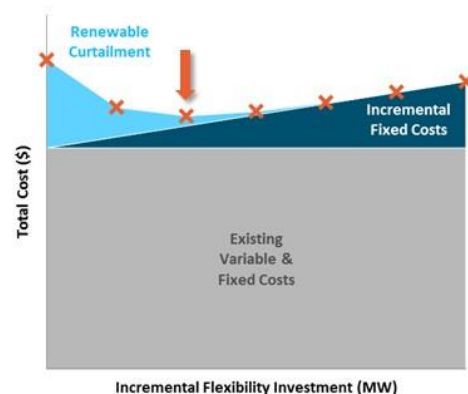 Renewable
Curtailment
Incremental
Fixed Costs
Total Cost ($)
Existing
Variable &
Fixed Costs
Incremental Flexibility Investment (MW)